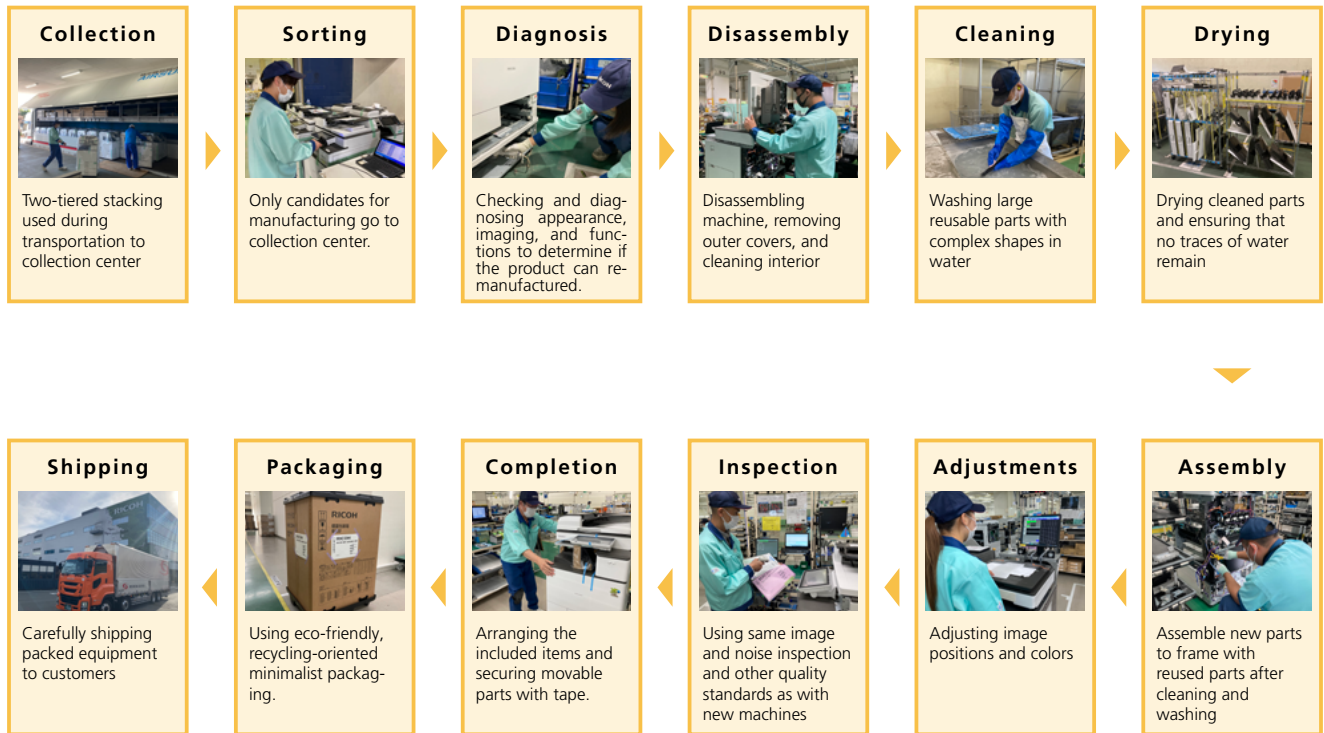 Collection
Two-tiered stacking
used during
transportation to
collection center
Sorting
Only candidates for
manufacturing go to
collection center.
Diagnosis
Checking and diag-
nosing appearance,
imaging, and func-
tions to determine if
the product can re-
manufactured.
Disassembly
Disassembling
machine, removing
outer covers, and
cleaning interior
Cleaning
Washing large
reusable parts with
complex shapes in
water
Drying
Drying cleaned parts
and ensuring that
no traces of water
remain
Shipping
RICOH
Carefully shipping
packed equipment
to customers
Packaging
RICOH
Using eco-friendly,
recycling-oriented
minimalist packag-
ing.
Completion
Arranging the
included items and
securing movable
parts with tape.
Inspection
Using same image
and noise inspection
and other quality
standards as with
new machines
Adjustments
Adjusting image
positions and colors
Assembly
Assemble new parts
to frame with
reused parts after
cleaning and
washing